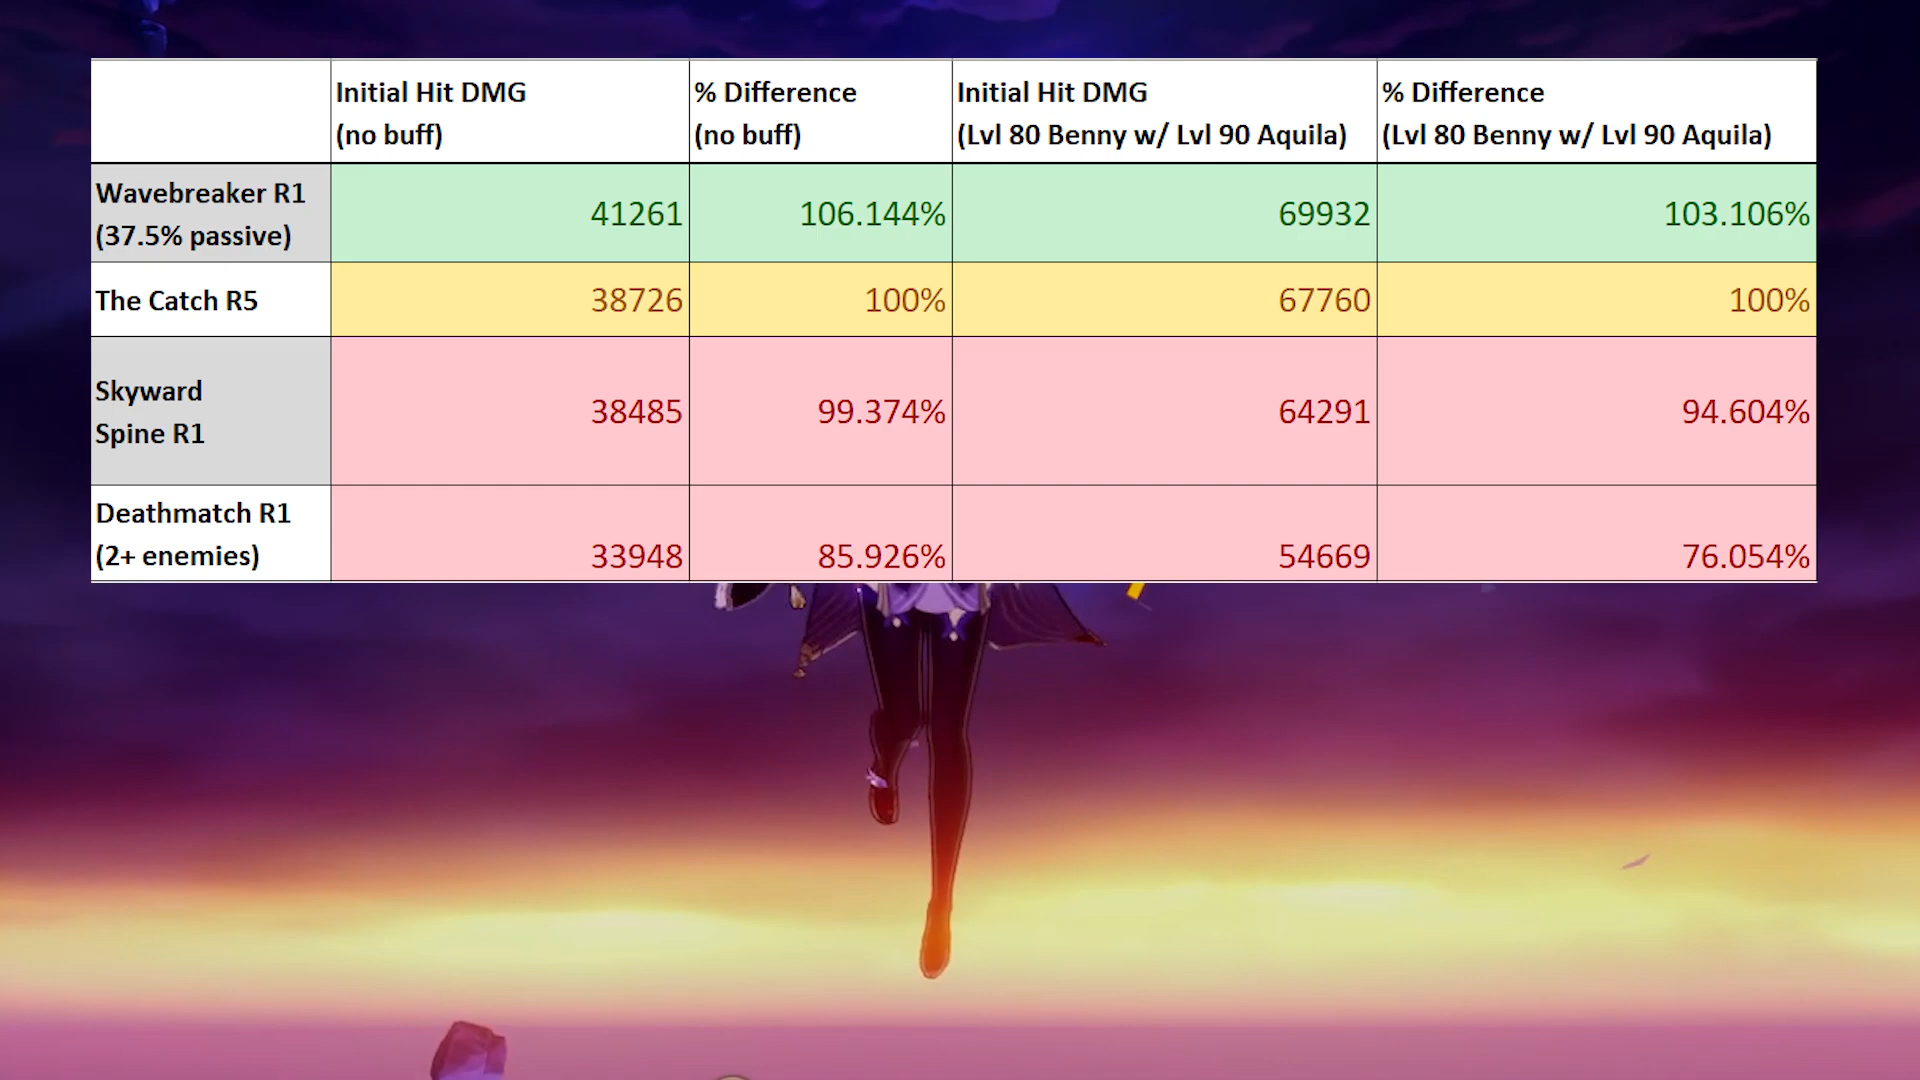 Initial Hit DMG
(no buff)
% Difference
(no buff)
Initial Hit DMG
(Lvl 80 Benny w/ Lvl 90 Aquila)
% Difference
(Lvl 80 Benny w/ Lvl 90 Aquila)
Wavebreaker R1
(37.5% passive)
41261
106.144%
69932
103.106%
The Catch R5
38726
100%
67760
100%
Skyward
Spine R1
38485
99.374%
64291
94.604%
Deathmatch R1
(2+ enemies)
33948
85.926%
54669
76.054%